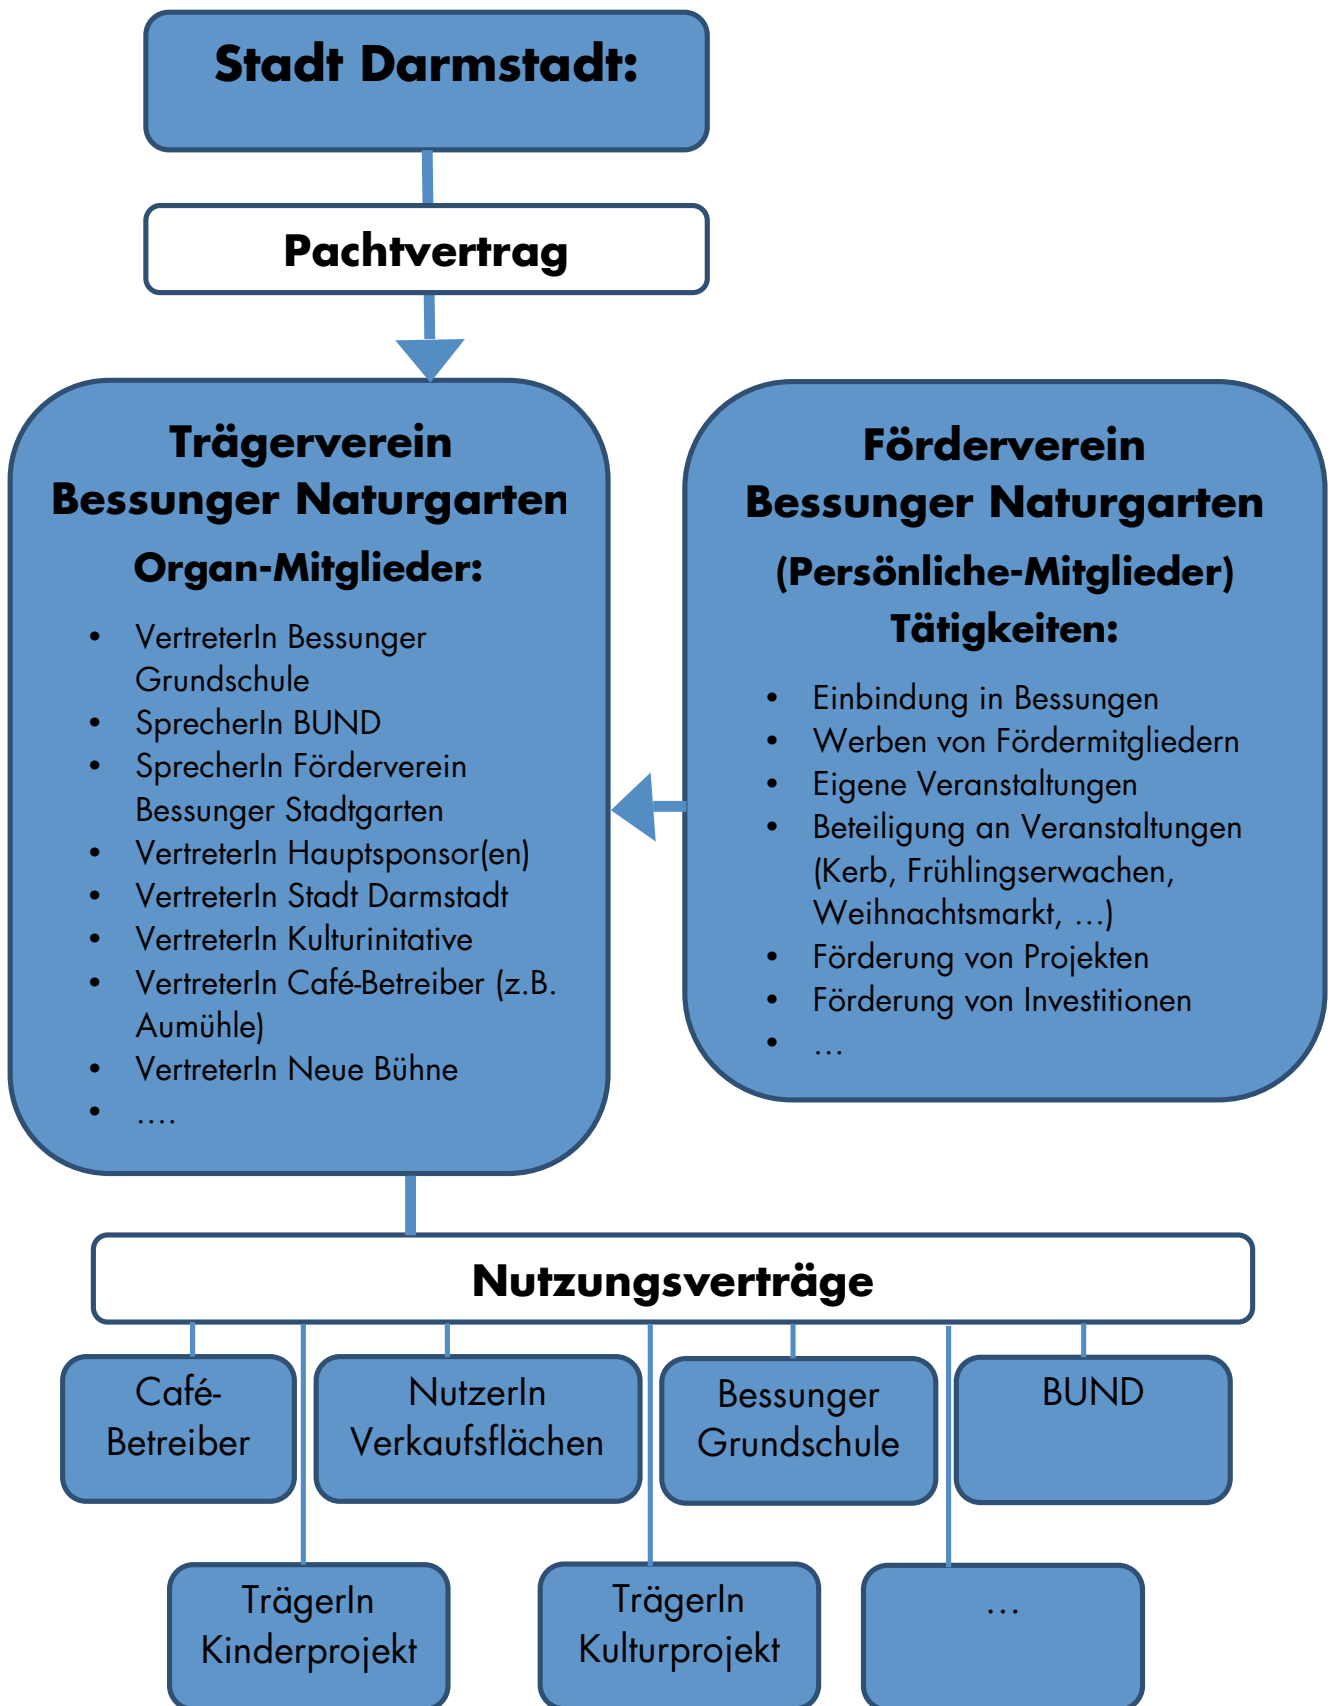 Stadt Darmstadt:
Pachtvertrag
Trägerverein
Bessunger Naturgarten
Organ-Mitglieder:
• VertreterIn Bessunger
Grundschule
• SprecherIn BUND
• SprecherIn Förderverein
Bessunger Stadtgarten
• VertreterIn Hauptsponsor(en)
• VertreterIn Stadt Darmstadt
• VertreterIn Kulturinitative
• VertreterIn Café-Betreiber (z.B.
Aumühle)
• VertreterIn Neue Bühne
• ....
Förderverein
Bessunger Naturgarten
(Persönliche-Mitglieder)
Tätigkeiten:
• Einbindung in Bessungen
• Werben von Fördermitgliedern
• Eigene Veranstaltungen
• Beteiligung an Veranstaltungen
(Kerb, Frühlingserwachen,
Weihnachtsmarkt, …)
• Förderung von Projekten
• Förderung von Investitionen
• …
Nutzungsverträge
Café-
Betreiber
NutzerIn
Verkaufsflächen
Bessunger
Grundschule
BUND
TrägerIn
Kinderprojekt
TrägerIn
Kulturprojekt
…